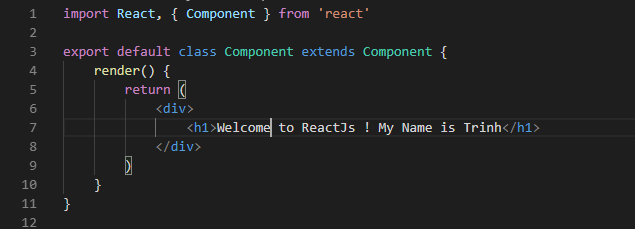 1 import React, { Component } from 'react'
2
3 export default class Component extends Component {
4 render() {
5 return (
6 <div>
7 <h1>Welcome to ReactJs ! My Name is Trinh</h1>
8 </div>
9 )
10 }
11 }
12